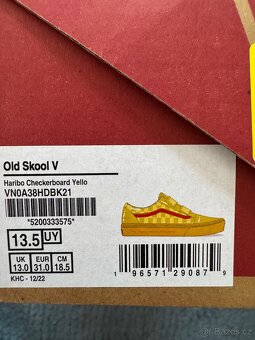 Old Skool V
Haribo Checkerboard Yello
VN0A38HDBK21
*5200333575*
13.5 UY
UK EUR CM
13.0 31.0 18.5
KHC - 12/22
1 96571 29087 9